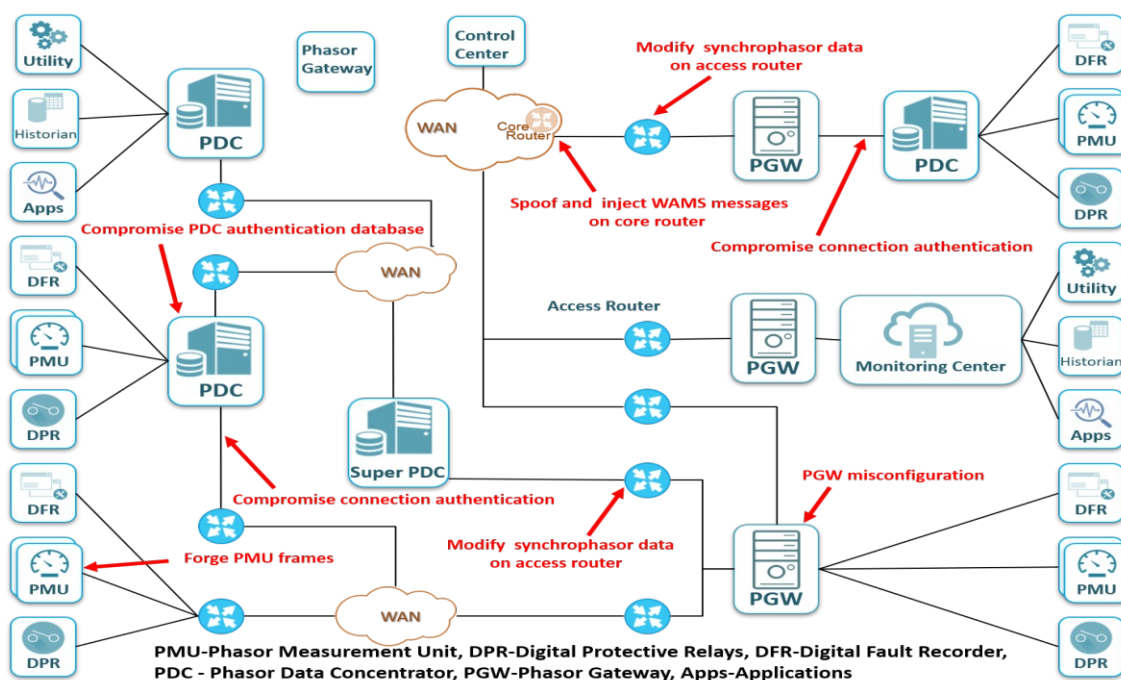 Utility
Historian
Apps
PDC
Phasor
Gateway
Control
Center
WAN
Core
Router
Modify synchrophasor data
on access router
PGW
PDC
DFR
PMU
DPR
Spoof and inject WAMS messages
on core router
Compromise connection authentication
Compromise PDC authentication database
DFR
PMU
DPR
PDC
WAN
Access Router
PGW
Monitoring Center
Utility
Historian
Apps
Super PDC
Compromise connection authentication
PGW misconfiguration
DFR
PMU
DPR
Forge PMU frames
Modify synchrophasor data
on access router
WAN
PGW
DFR
PMU
DPR
PMU-Phasor Measurement Unit, DPR-Digital Protective Relays, DFR-Digital Fault Recorder,
PDC - Phasor Data Concentrator, PGW-Phasor Gateway, Apps-Applications